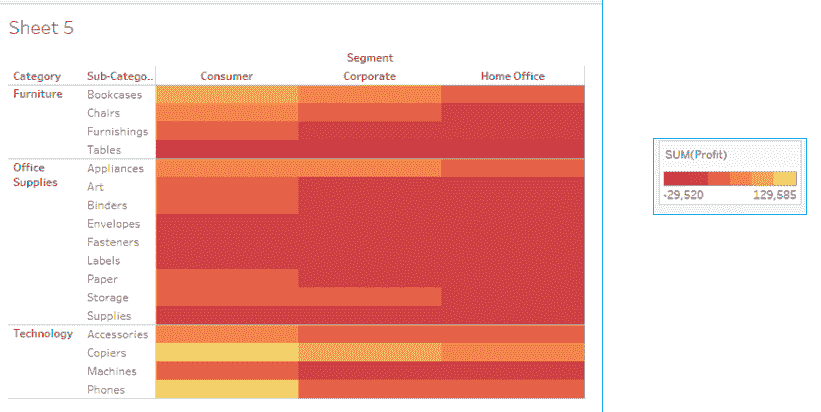 Sheet 5
Segment
Category Sub-Catego.. Consumer Corporate Home Office
Furniture Bookcases
Chairs
Furnishings
Tables
Office Supplies Appliances
Art
Binders
Envelopes
Fasteners
Labels
Paper
Storage
Supplies
Technology Accessories
Copiers
Machines
Phones
SUM(Profit)
-29,520 129,585